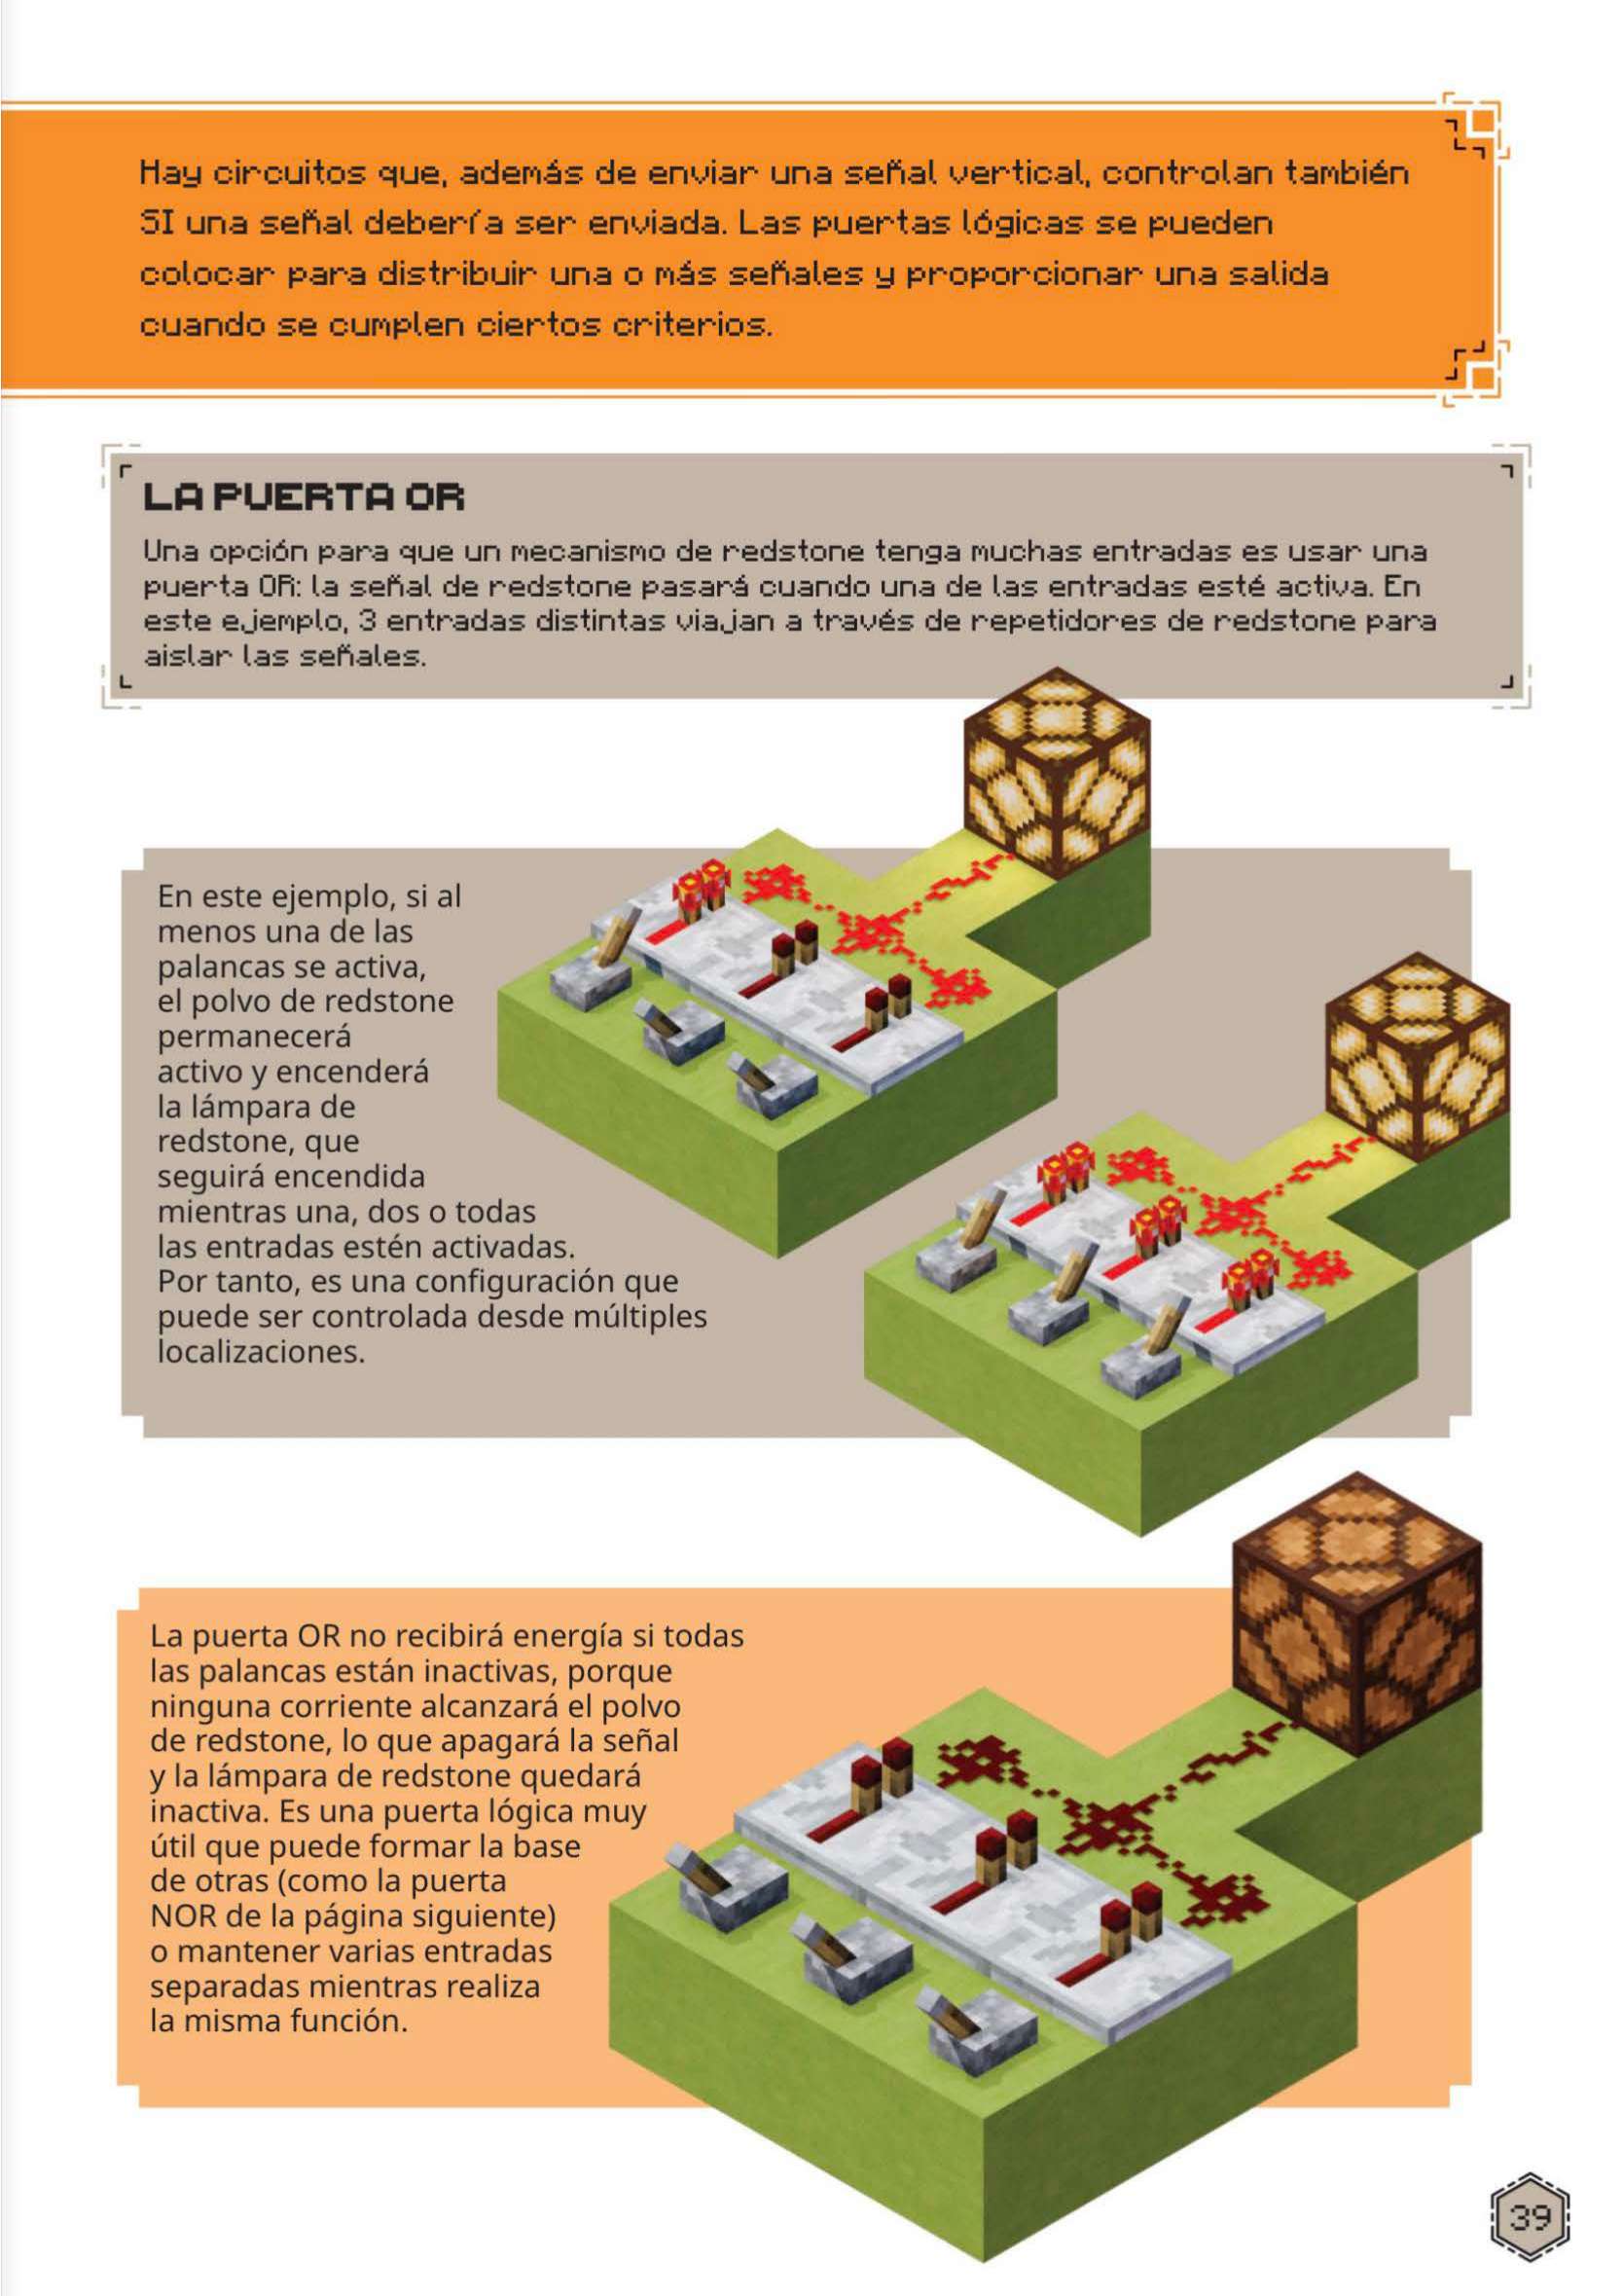 Hay circuitos que, además de enviar una señal vertical, controlan también
SI una señal debería ser enviada. Las puertas lógicas se pueden
colocar para distribuir una o más señales y proporcionar una salida
cuando se cumplen ciertos criterios.
LA PUERTA OR
Una opción para que un mecanismo de redstone tenga muchas entradas es usar una
puerta OR: la señal de redstone pasará cuando una de las entradas esté activa. En
este ejemplo, 3 entradas distintas viajan a través de repetidores de redstone para
aislar las señales.
En este ejemplo, si al
menos una de las
palancas se activa,
el polvo de redstone
permanecerá
activo y encenderá
la lámpara de
redstone, que
seguirá encendida
mientras una, dos o todas
las entradas estén activadas.
Por tanto, es una configuración que
puede ser controlada desde múltiples
localizaciones.
La puerta OR no recibirá energía si todas
las palancas están inactivas, porque
ninguna corriente alcanzará el polvo
de redstone, lo que apagará la señal
y la lámpara de redstone quedará
inactiva. Es una puerta lógica muy
útil que puede formar la base
de otras (como la puerta
NOR de la página siguiente)
o mantener varias entradas
separadas mientras realiza
la misma función.
39